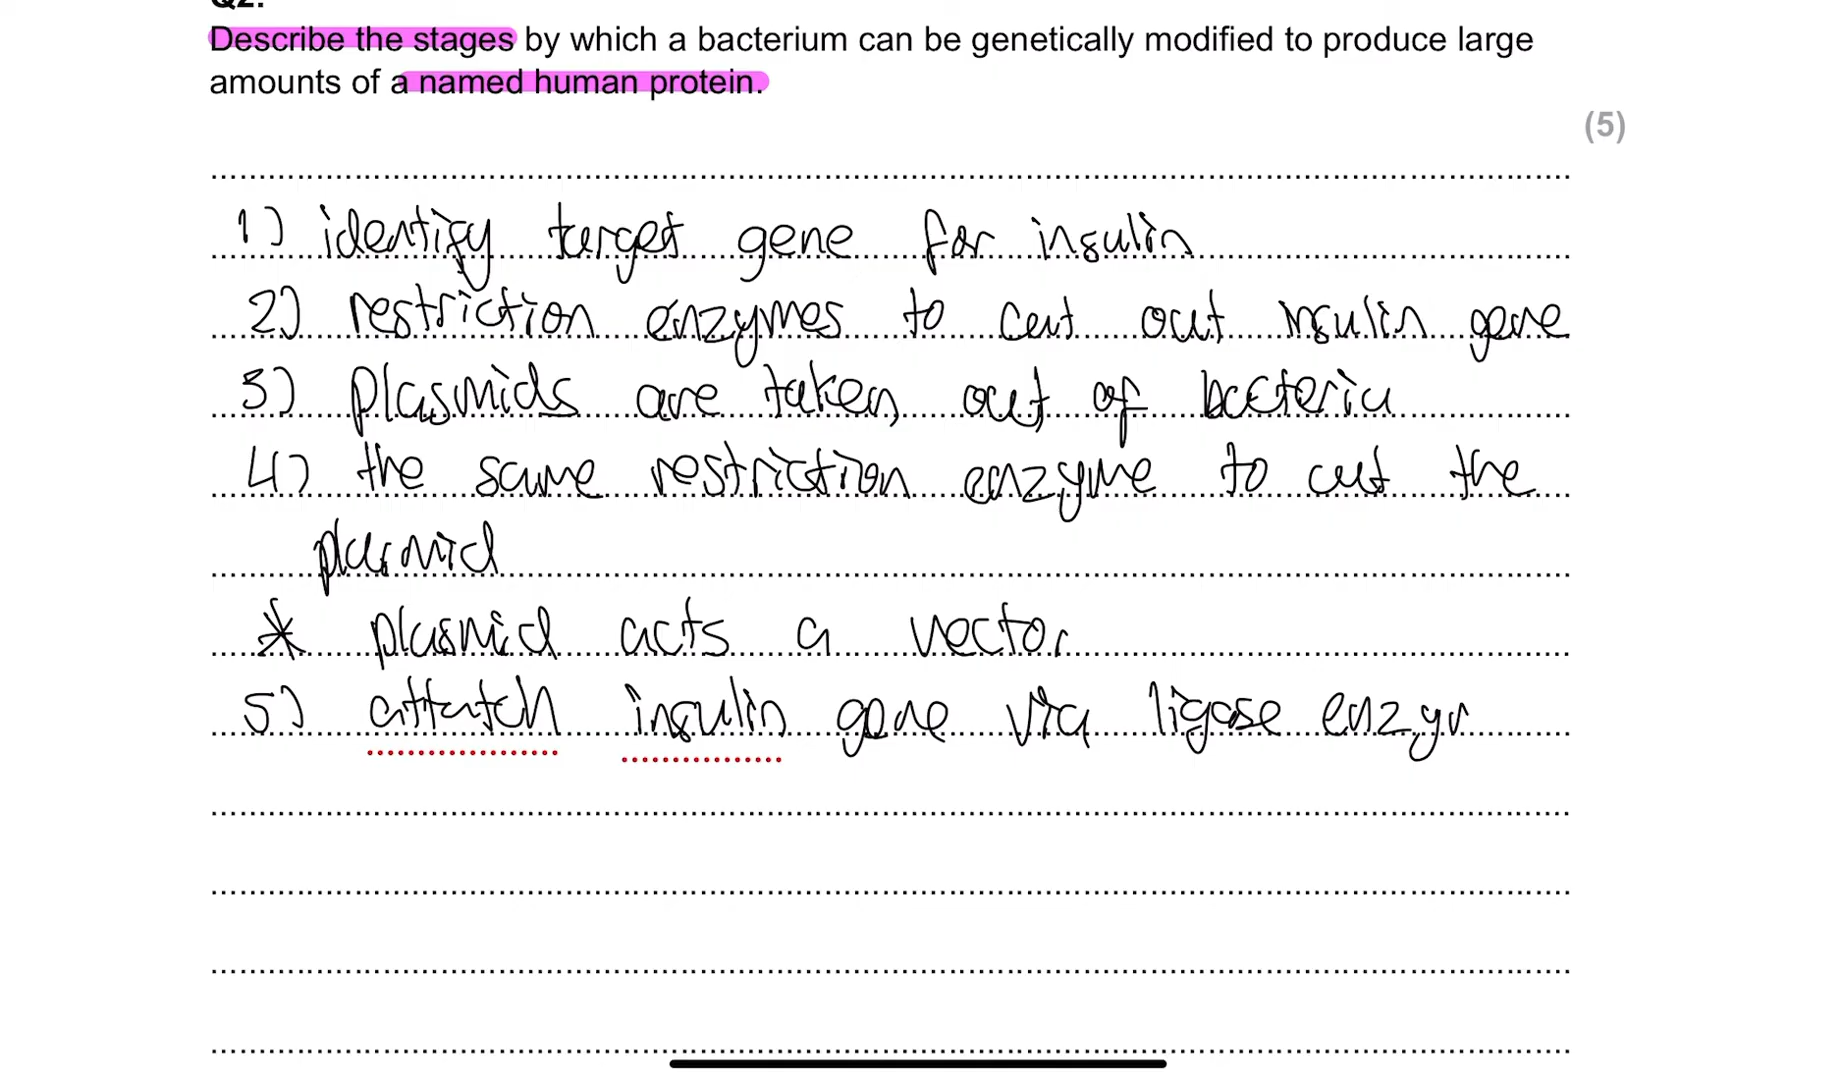 Q2.
Describe the stages by which a bacterium can be genetically modified to produce large
amounts of a named human protein.
(5)
1) identify target gene for insulin
2) restriction enzymes to cut out insulin gene
3) plasmids are taken out of bacteria
4) the same restriction enzyme to cut the
plasmid
* plasmid acts a vector
5) attatch insulin gene via ligase enzy